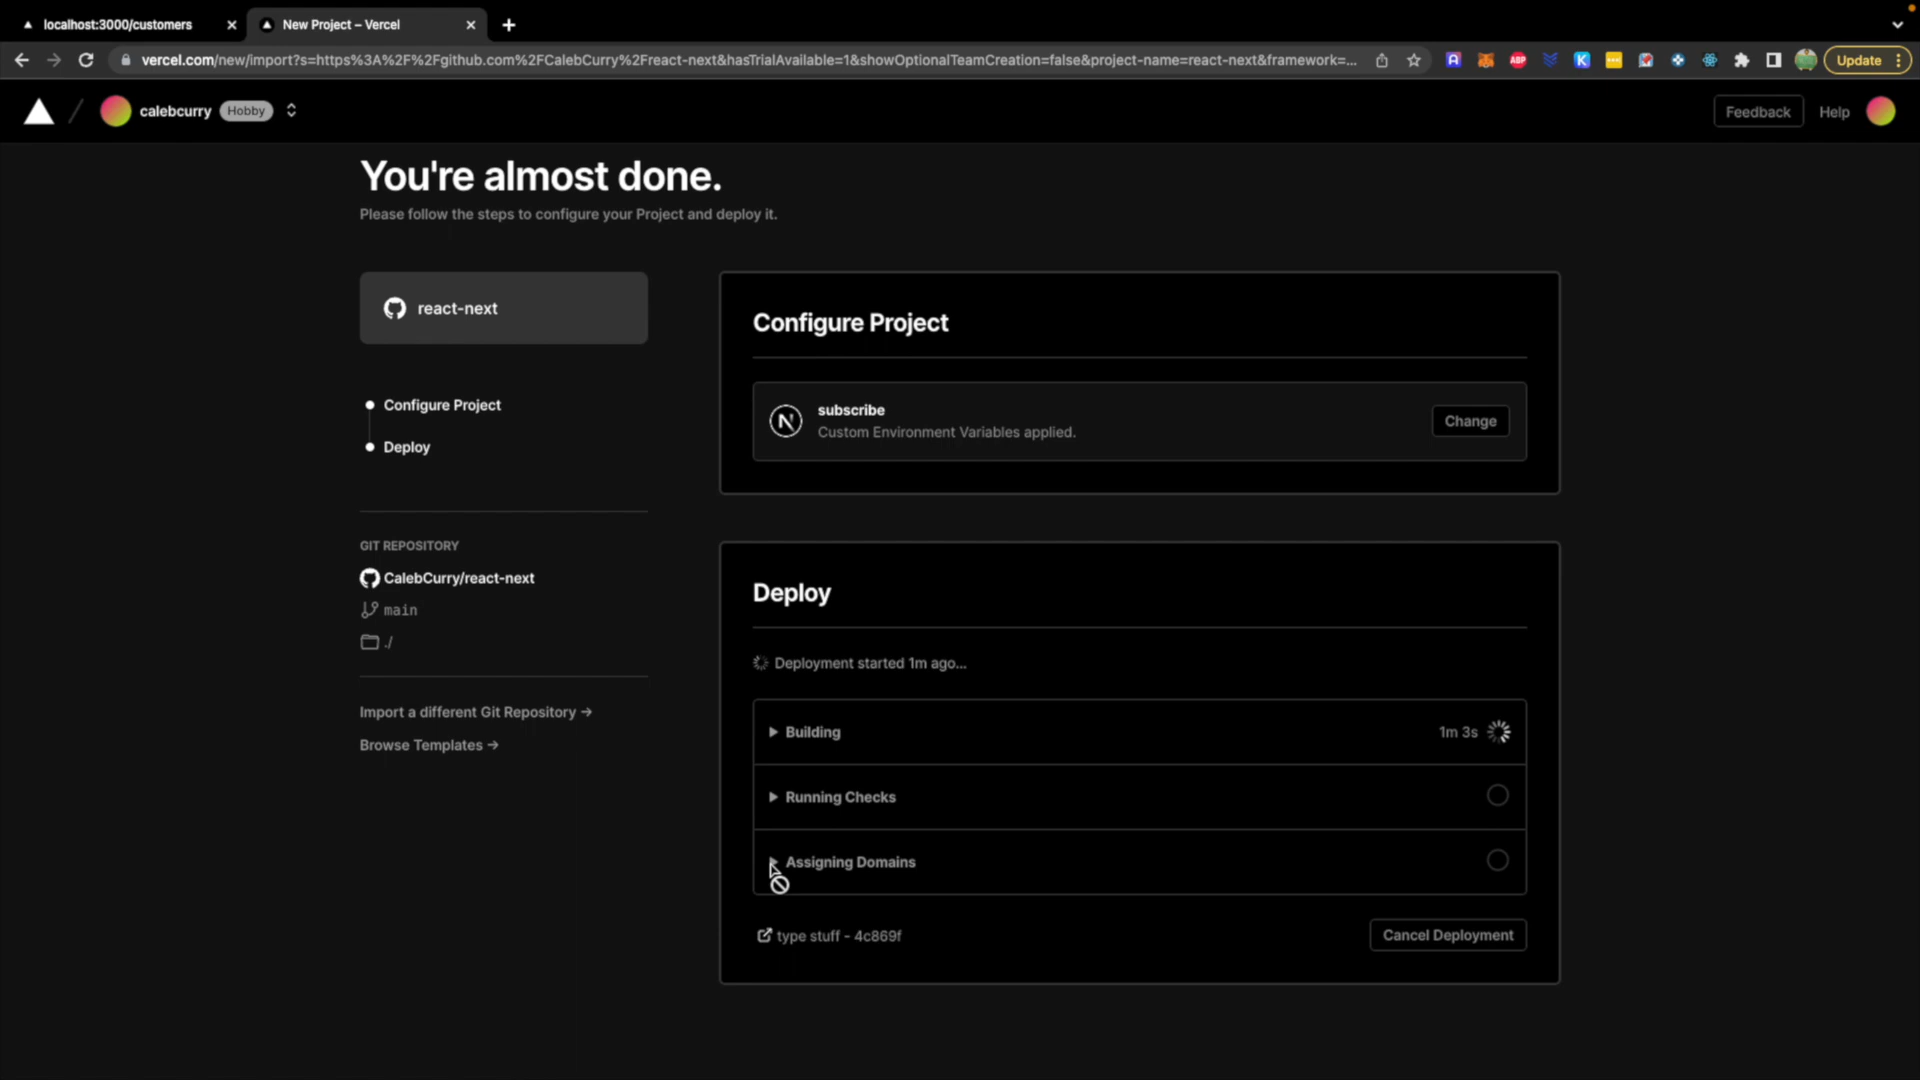 localhost:3000/customers
New Project – Vercel
vercel.com/new/import?s=https%3A%2F%2Fgithub.com%2FCalebCurry%2Freact-next&hasTrialAvailable=1&showOptionalTeamCreation=false&project-name=react-next&framework=...
ABP
K
Update
calebcurry
Hobby
Feedback
Help
You're almost done.
Please follow the steps to configure your Project and deploy it.
react-next
Configure Project
Deploy
GIT REPOSITORY
CalebCurry/react-next
main
./
Import a different Git Repository →
Browse Templates →
Configure Project
N
subscribe
Custom Environment Variables applied.
Change
Deploy
Deployment started 1m ago...
Building
1m 3s
Running Checks
Assigning Domains
type stuff - 4c869f
Cancel Deployment